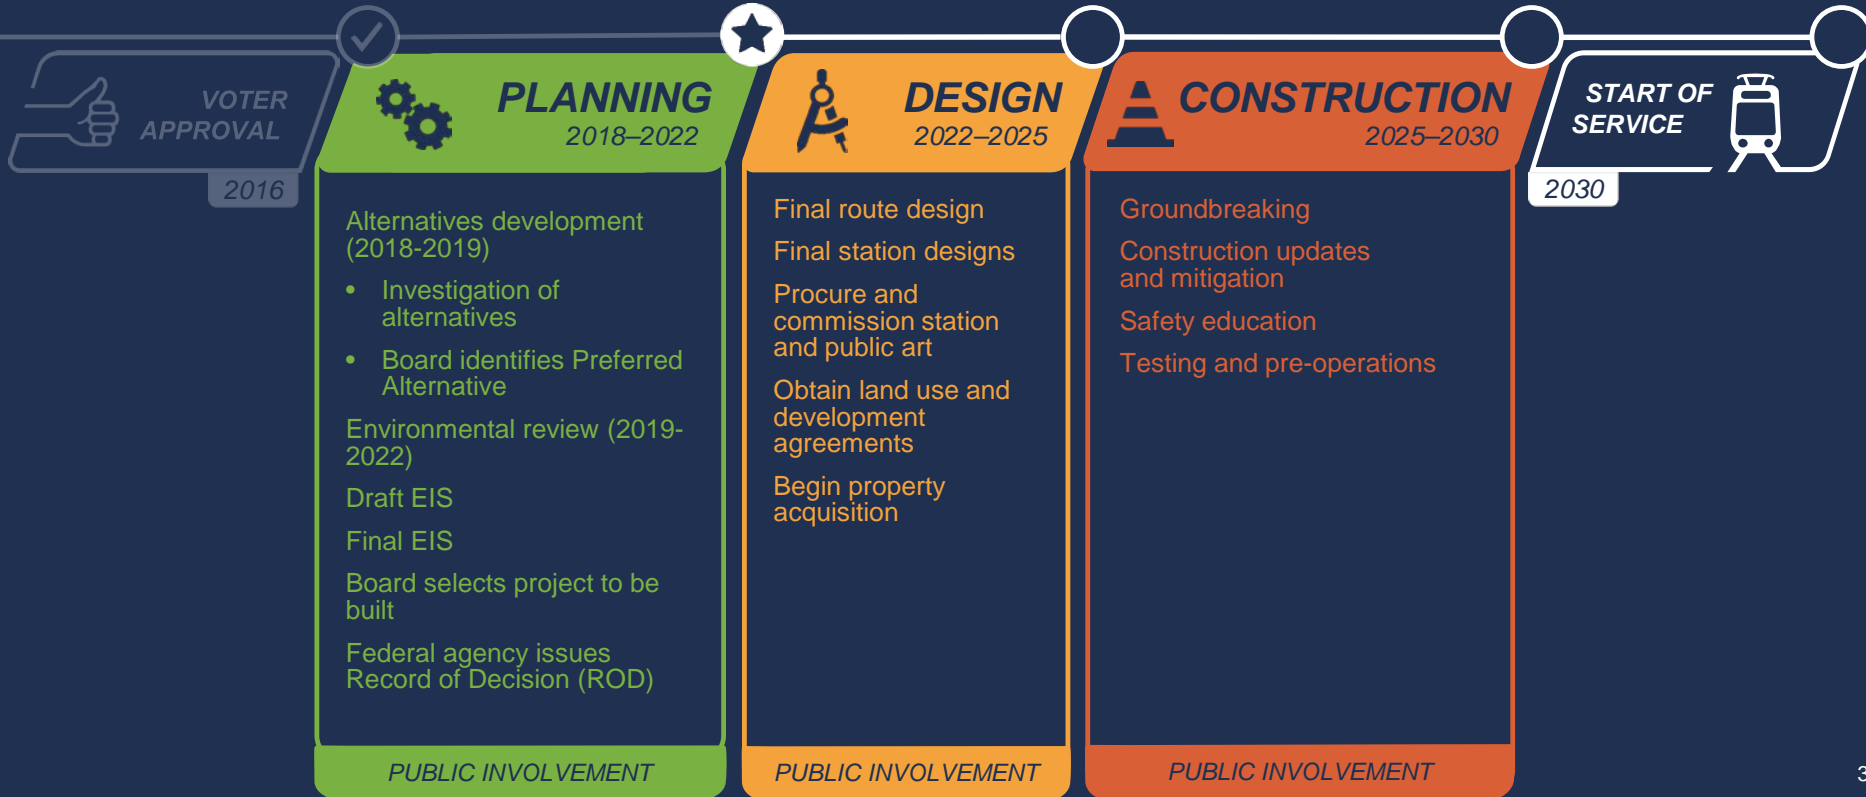 VOTER
APPROVAL
2016
PLANNING
2018–2022
Alternatives development
(2018-2019)
• Investigation of
alternatives
• Board identifies Preferred
Alternative
Environmental review (2019-
2022)
Draft EIS
Final EIS
Board selects project to be
built
Federal agency issues
Record of Decision (ROD)
PUBLIC INVOLVEMENT
DESIGN
2022–2025
Final route design
Final station designs
Procure and
commission station
and public art
Obtain land use and
development
agreements
Begin property
acquisition
PUBLIC INVOLVEMENT
CONSTRUCTION
2025–2030
Groundbreaking
Construction updates
and mitigation
Safety education
Testing and pre-operations
PUBLIC INVOLVEMENT
START OF
SERVICE
2030
3